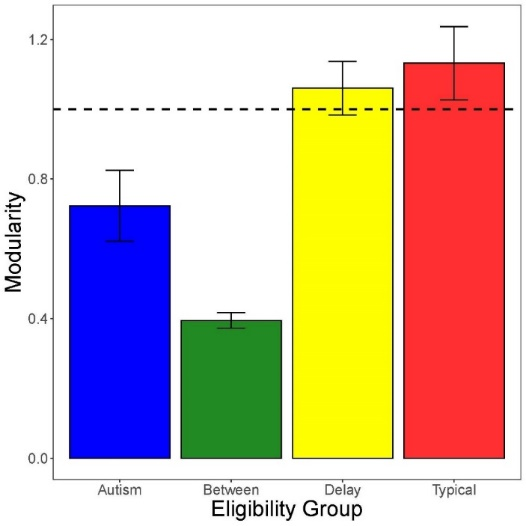 1.2
0.8
0.4
0.0
Modularity
Autism Between Delay Typical
Eligibility Group